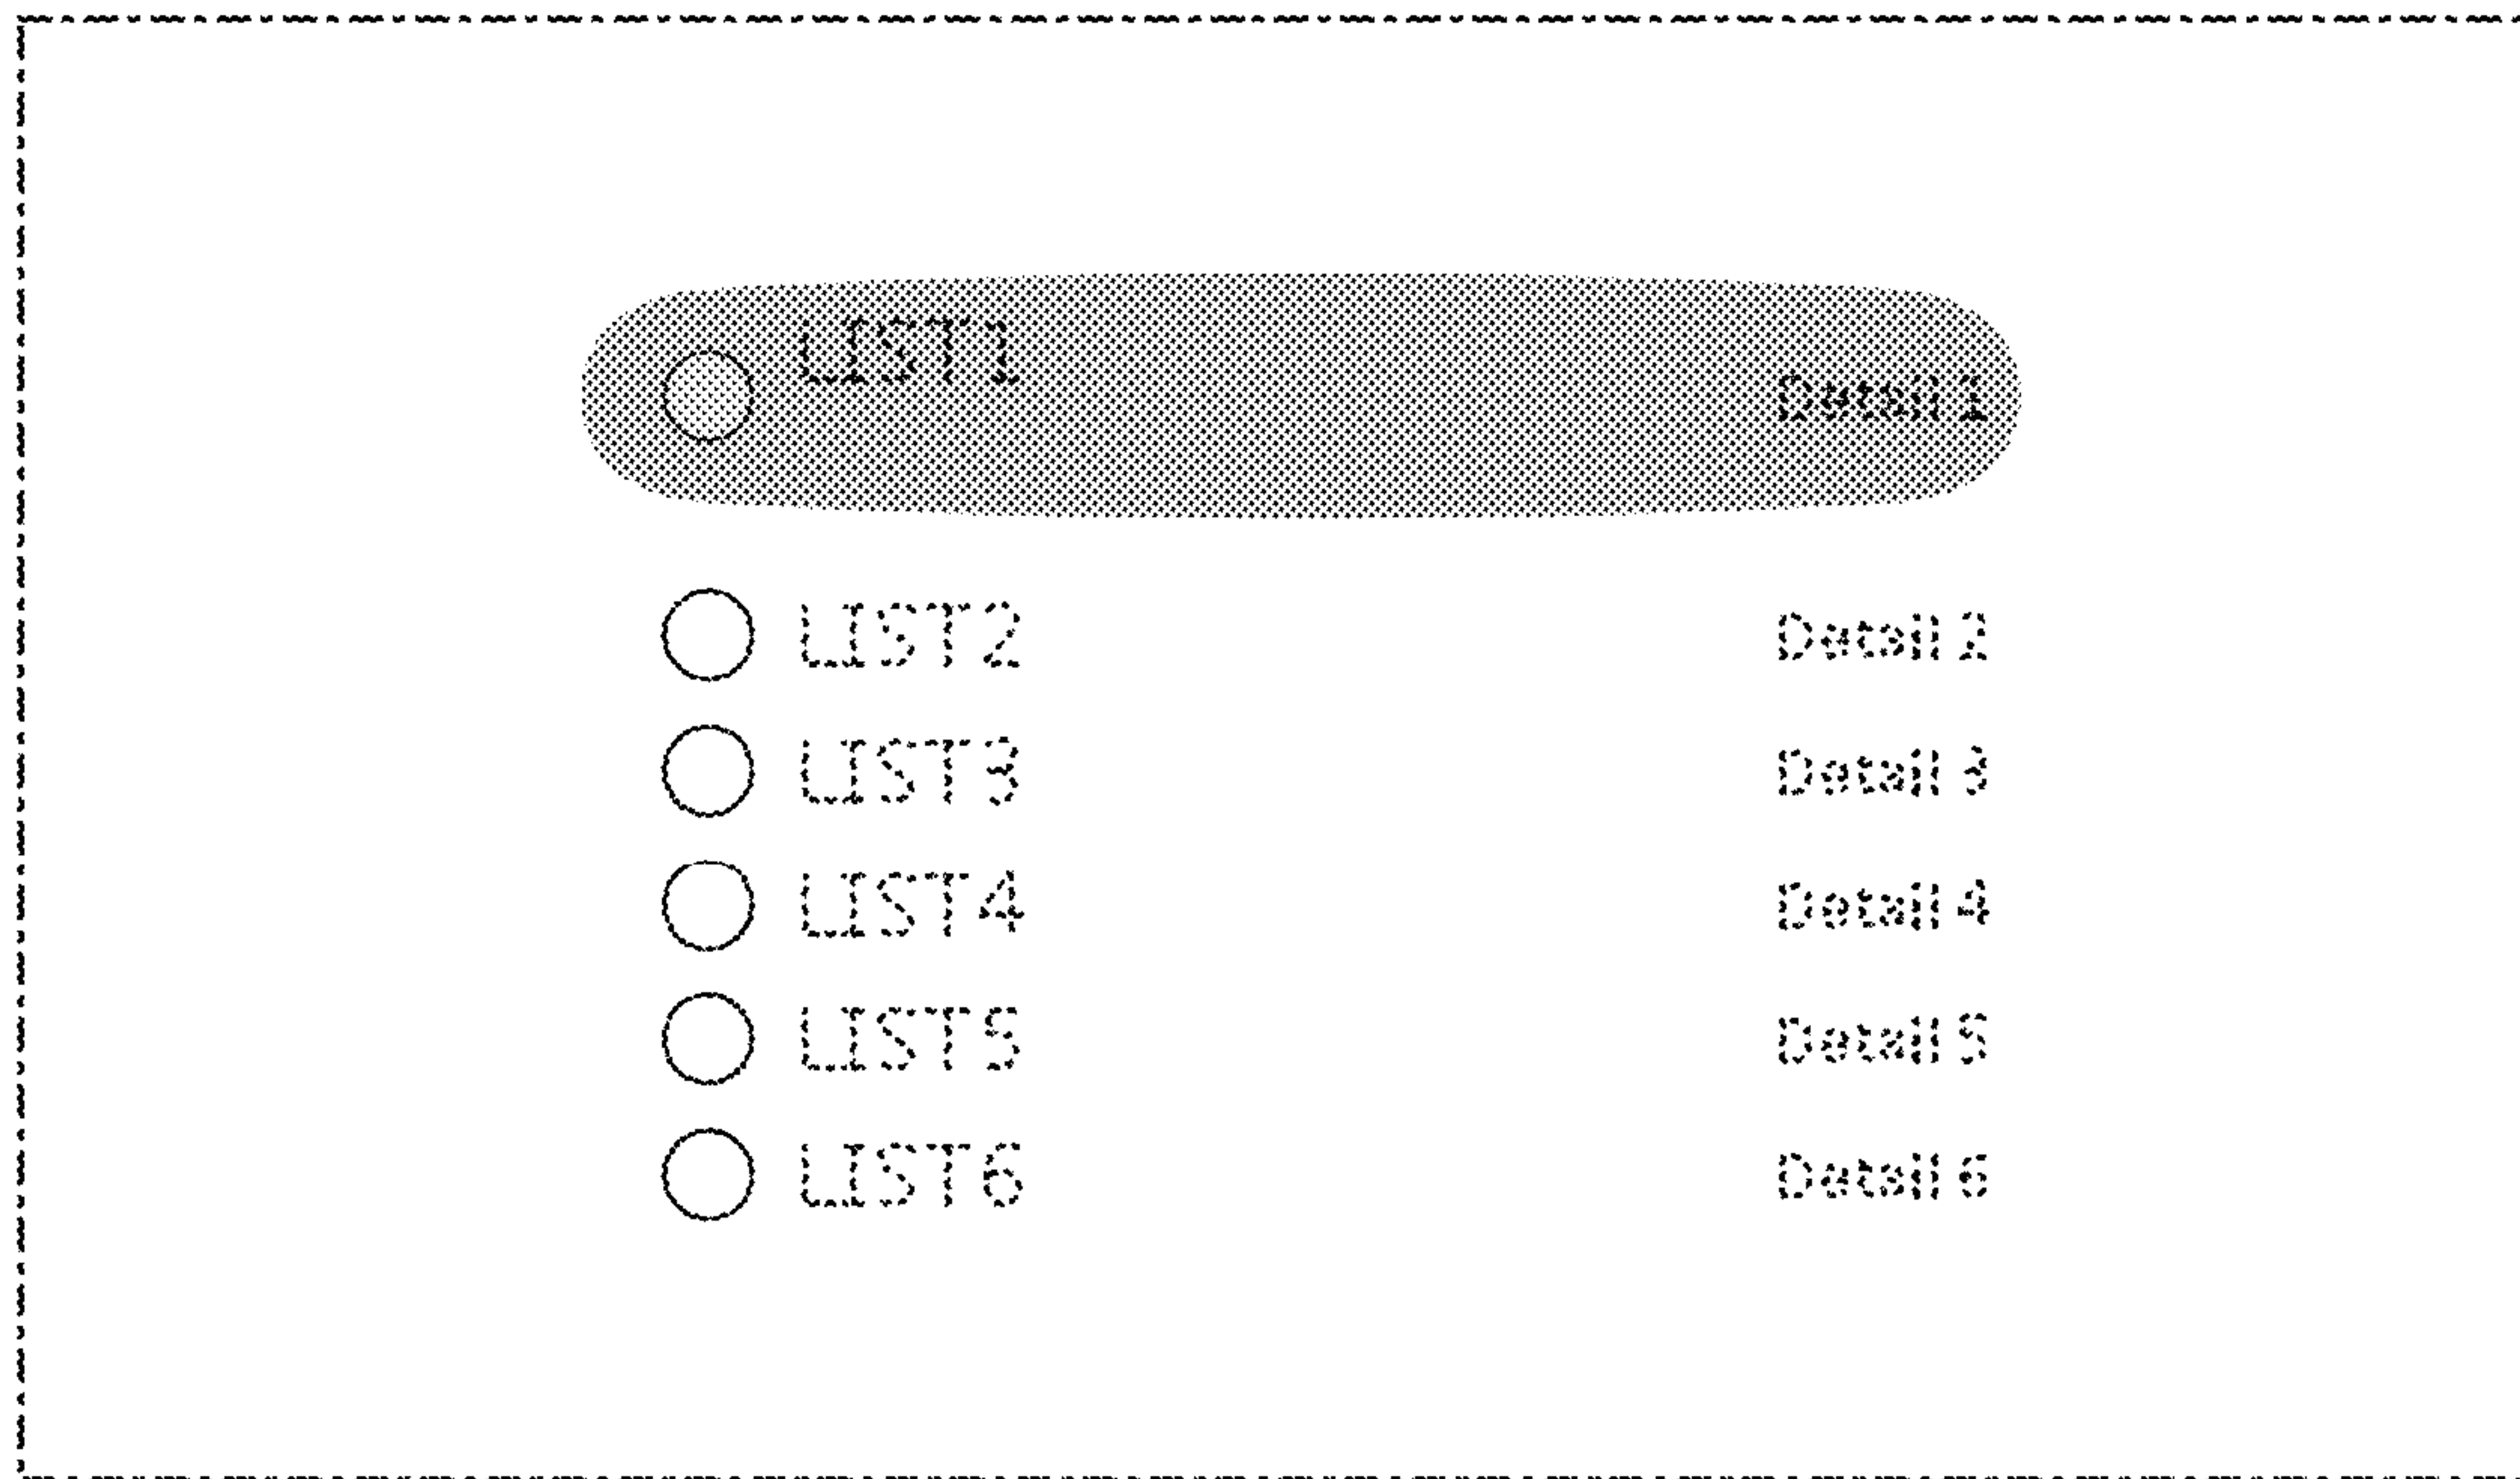 LIST1 Detail 1
LIST2 Detail 2
LIST3 Detail 3
LIST4 Detail 4
LIST5 Detail 5
LIST6 Detail 6